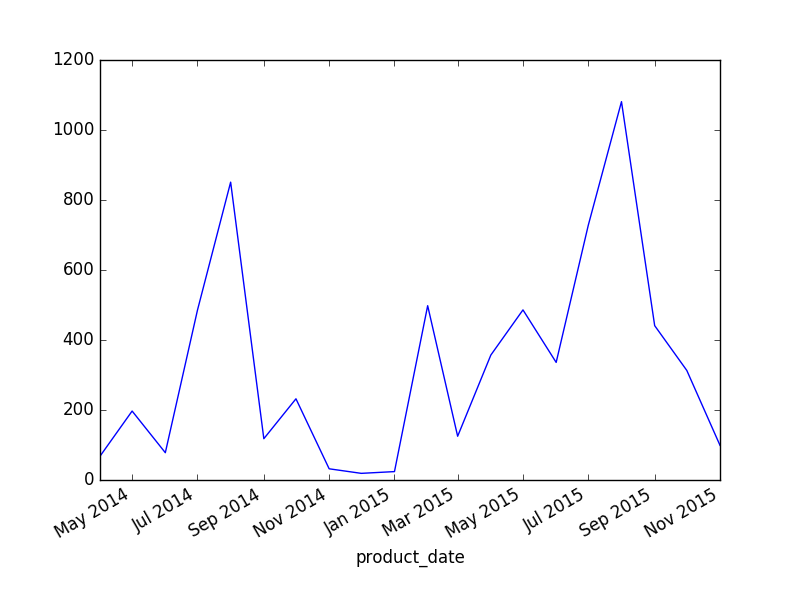 1200
1000
800
600
400
200
0
May 2014
Jul 2014
Sep 2014
Nov 2014
Jan 2015
Mar 2015
May 2015
Jul 2015
Sep 2015
Nov 2015
product_date